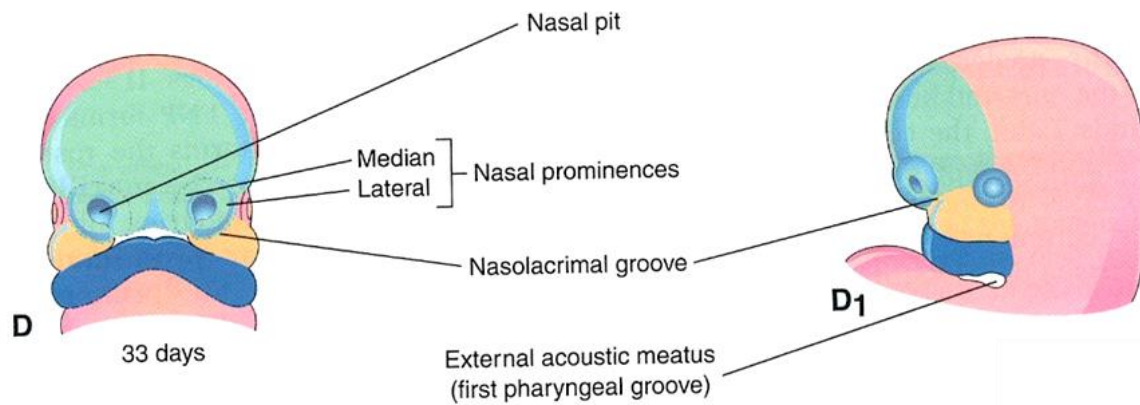 Nasal pit
Median
Lateral
Nasal prominences
Nasolacrimal groove
D
33 days
D1
External acoustic meatus
(first pharyngeal groove)